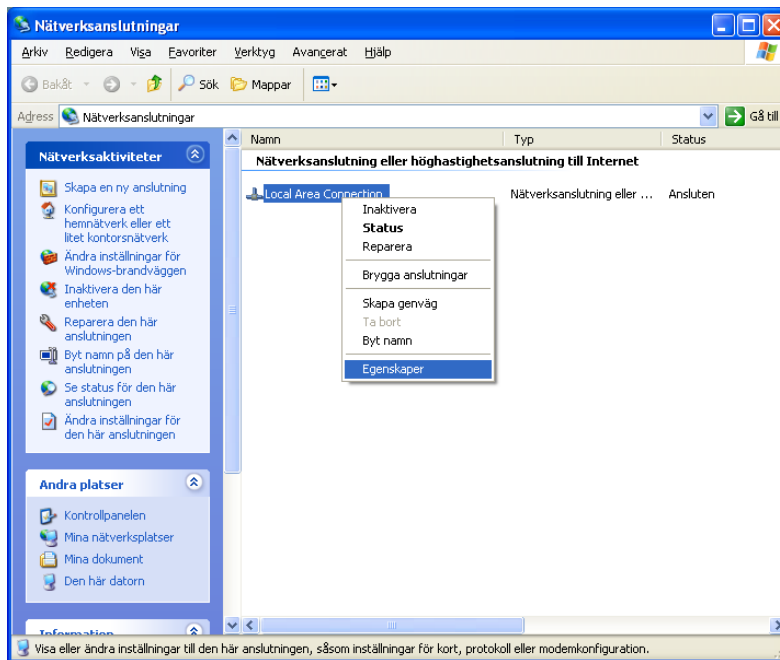 Nätverksanslutningar
Arkiv Redigera Visa Favoriter Verktyg Avancerat Hjälp
Bakåt Sök Mappar
Adress Nätverksanslutningar Gå till
Nätverksaktiviteter
Skapa en ny anslutning
Konfigurera ett
hemnätverk eller ett
litet kontorsnätverk
Ändra inställningar för
Windows-brandväggen
Inaktivera den här
enheten
Reparera den här
anslutningen
Byt namn på den här
anslutningen
Se status för den här
anslutningen
Ändra inställningar för
den här anslutningen
Andra platser
Kontrollpanelen
Mina nätverksplatser
Mina dokument
Den här datorn
Information
Namn Typ Status
Nätverksanslutning eller höghastighetsanslutning till Internet
Local Area Connection Nätverksanslutning eller ... Ansluten
Inaktivera
Status
Reparera
Brygga anslutningar
Skapa genväg
Ta bort
Byt namn
Egenskaper
Visa eller ändra inställningar till den här anslutningen, såsom inställningar för kort, protokoll eller modemkonfiguration.